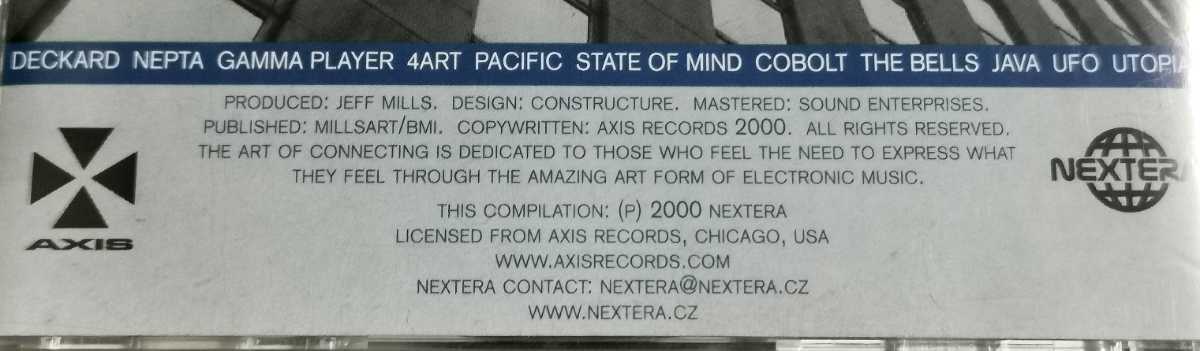 DECKARD NEPTA GAMMA PLAYER 4ART PACIFIC STATE OF MIND COBOLT THE BELLS JAVA UFO UTOPIA
PRODUCED: JEFF MILLS. DESIGN: CONSTRUCTURE. MASTERED: SOUND ENTERPRISES.
PUBLISHED: MILLSART/BMI. COPYWRITTEN: AXIS RECORDS 2000. ALL RIGHTS RESERVED.
THE ART OF CONNECTING IS DEDICATED TO THOSE WHO FEEL THE NEED TO EXPRESS WHAT
THEY FEEL THROUGH THE AMAZING ART FORM OF ELECTRONIC MUSIC.
THIS COMPILATION: (P) 2000 NEXTERA
LICENSED FROM AXIS RECORDS, CHICAGO, USA
WWW.AXISRECORDS.COM
NEXTERA CONTACT: NEXTERA@NEXTERA.CZ
WWW.NEXTERA.CZ
AXIS
NEXTERA